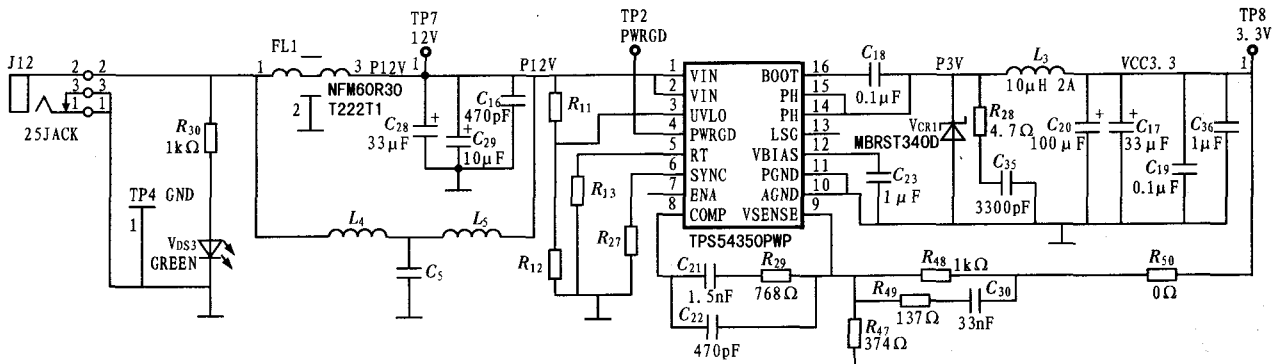 J12
2 2
3 3
1 1
25JACK
TP4 GND
1
R30
1kΩ
VDS3
GREEN
FL1
1 3
2
NFM60R30
T222T1
P12V
TP7
12V
1
C28
33μF
C29
10μF
C16
470pF
P12V
L4
L5
C5
R11
R12
R13
R27
TP2
PWRGD
1 VIN
2 VIN
3 UVLO
4 PWRGD
5 RT
6 SYNC
7 ENA
8 COMP
BOOT 16
PH 15
PH 14
LSG 13
VBIAS 12
PGND 11
AGND 10
VSENSE 9
TPS54350PWP
C21
1.5nF
R29
768Ω
C22
470pF
C18
0.1μF
C23
1μF
P3V
VCR1
MBRST340D
R28
4.7Ω
C35
3300pF
L3
10μH 2A
VCC3.3
C20
100μF
C17
33μF
C19
0.1μF
C36
1μF
TP8
3.3V
1
R48
1kΩ
R49
137Ω
C30
33nF
R47
374Ω
R50
0Ω